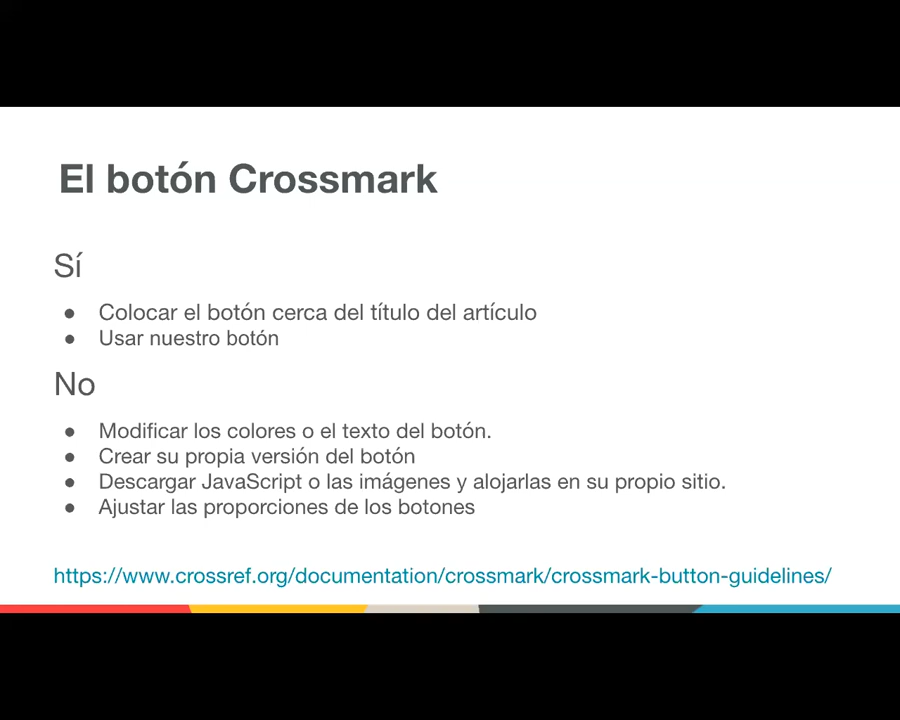 El botón Crossmark
Sí
● Colocar el botón cerca del título del artículo
● Usar nuestro botón
No
● Modificar los colores o el texto del botón.
● Crear su propia versión del botón
● Descargar JavaScript o las imágenes y alojarlas en su propio sitio.
● Ajustar las proporciones de los botones
https://www.crossref.org/documentation/crossmark/crossmark-button-guidelines/